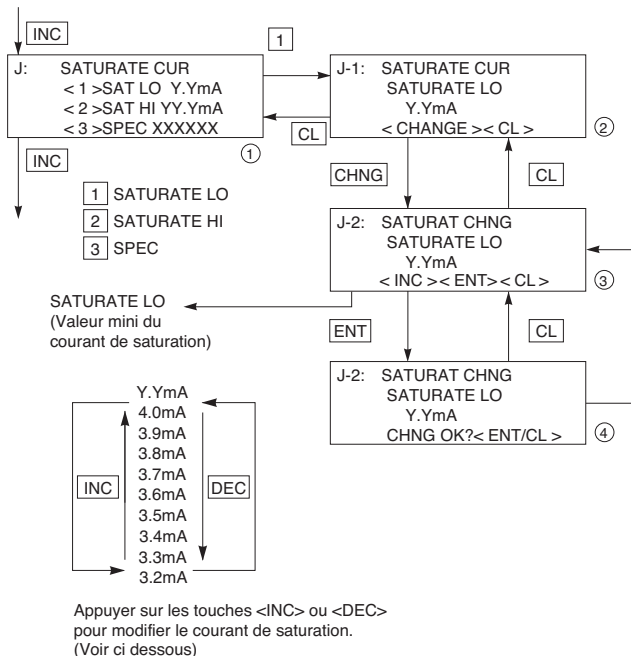 INC
1
J: SATURATE CUR
< 1 >SAT LO Y.YmA
< 2 >SAT HI YY.YmA
< 3 >SPEC XXXXXX
①
CL
J-1: SATURATE CUR
SATURATE LO
Y.YmA
< CHANGE >< CL >
②
INC
1 SATURATE LO
2 SATURATE HI
3 SPEC
CHNG
CL
J-2: SATURAT CHNG
SATURATE LO
Y.YmA
< INC >< ENT>< CL >
③
SATURATE LO
(Valeur mini du
courant de saturation)
ENT
CL
J-2: SATURAT CHNG
SATURATE LO
Y.YmA
CHNG OK?< ENT/CL >
④
Y.YmA
4.0mA
3.9mA
3.8mA
3.7mA
3.6mA
3.5mA
3.4mA
3.3mA
3.2mA
INC
DEC
Appuyer sur les touches <INC> ou <DEC>
pour modifier le courant de saturation.
(Voir ci dessous)